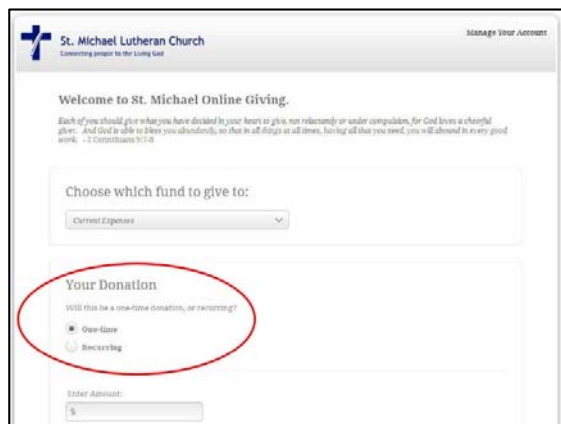 St. Michael Lutheran Church
Connecting people to the Living God
Manage Your Account
Welcome to St. Michael Online Giving.
Each of you should give what you have decided in your heart to give, not reluctantly or under compulsion, for God loves a cheerful
giver. And God is able to bless you abundantly, so that in all things at all times, having all that you need, you will abound in every good
work. - 2 Corinthians 9:7-8
Choose which fund to give to:
Current Expenses
Your Donation
Will this be a one-time donation, or recurring?
One-time
Recurring
Enter Amount:
$